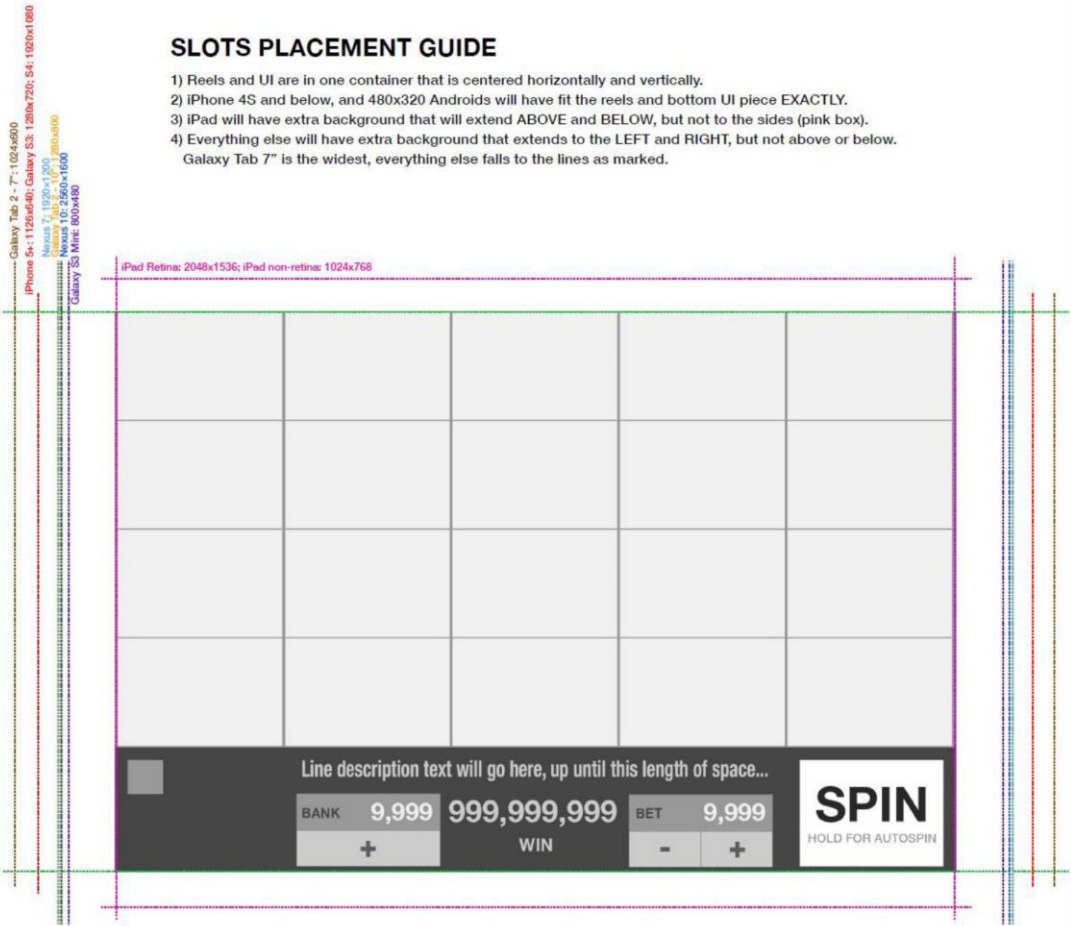 SLOTS PLACEMENT GUIDE
1) Reels and UI are in one container that is centered horizontally and vertically.
2) iPhone 4S and below, and 480x320 Androids will have fit the reels and bottom UI piece EXACTLY.
3) iPad will have extra background that will extend ABOVE and BELOW, but not to the sides (pink box).
4) Everything else will have extra background that extends to the LEFT and RIGHT, but not above or below.
Galaxy Tab 7" is the widest, everything else falls to the lines as marked.
Galaxy Tab 2 - 7": 1024x600
iPhone 5+: 1126x640; Galaxy S3: 1280x720; S4: 1920x1080
Nexus 7: 1920x1200
Galaxy Tab 2 - 10": 1280x800
Nexus 10: 2560x1600
Galaxy S3 Mini: 800x480
iPad Retina: 2048x1536; iPad non-retina: 1024x768
Line description text will go here, up until this length of space...
BANK 9,999 999,999,999 BET 9,999
+ WIN - +
SPIN
HOLD FOR AUTOSPIN